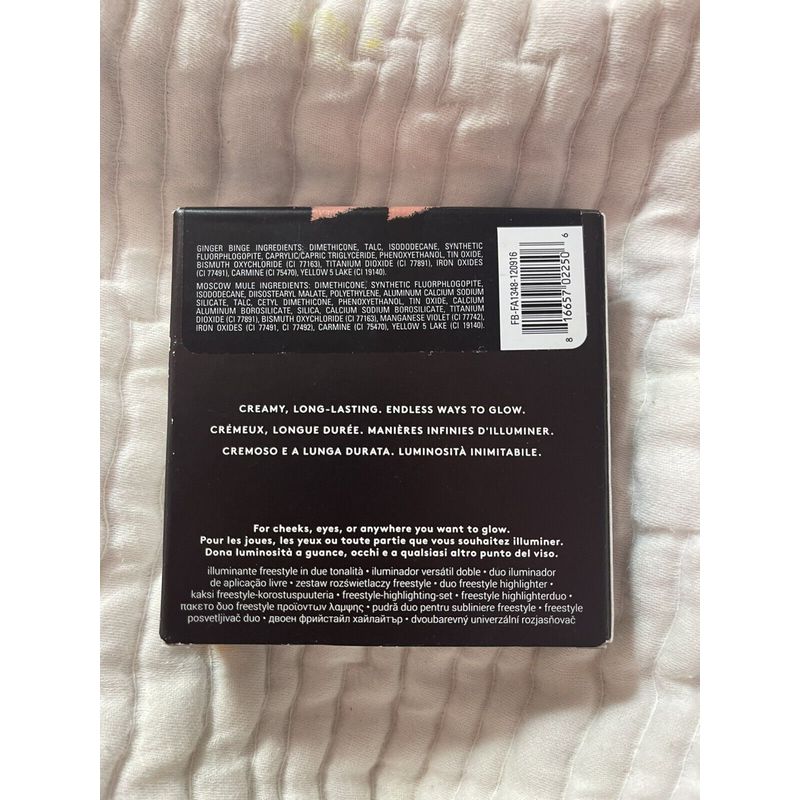 GINGER BINGE INGREDIENTS: DIMETHICONE, TALC, ISODODECANE, SYNTHETIC
FLUORPHLOGOPITE, CAPRYLIC/CAPRIC TRIGLYCERIDE, PHENOXYETHANOL, TIN OXIDE,
BISMUTH OXYCHLORIDE (CI 77163), TITANIUM DIOXIDE (CI 77891), IRON OXIDES
(CI 77491), CARMINE (CI 75470), YELLOW 5 LAKE (CI 19140).
MOSCOW MULE INGREDIENTS: DIMETHICONE, SYNTHETIC FLUORPHLOGOPITE,
ISODODECANE, DIISOSTEARYL MALATE, POLYETHYLENE, ALUMINUM CALCIUM SODIUM
SILICATE, TALC, CETYL DIMETHICONE, PHENOXYETHANOL, TIN OXIDE, CALCIUM
ALUMINUM BOROSILICATE, SILICA, CALCIUM SODIUM BOROSILICATE, TITANIUM
DIOXIDE (CI 77891), BISMUTH OXYCHLORIDE (CI 77163), MANGANESE VIOLET (CI 77742),
IRON OXIDES (CI 77491, CI 77492), CARMINE (CI 75470), YELLOW 5 LAKE (CI 19140).
FB-FA1348-120916
8 16657 02250 6
CREAMY, LONG-LASTING. ENDLESS WAYS TO GLOW.
CRÉMEUX, LONGUE DURÉE. MANIÈRES INFINIES D'ILLUMINER.
CREMOSO E A LUNGA DURATA. LUMINOSITÀ INIMITABILE.
For cheeks, eyes, or anywhere you want to glow.
Pour les joues, les yeux ou toute partie que vous souhaitez illuminer.
Dona luminosità a guance, occhi e a qualsiasi altro punto del viso.
illuminante freestyle in due tonalità • iluminador versátil doble • duo iluminador
de aplicação livre • zestaw rozświetlaczy freestyle • duo freestyle highlighter •
kaksi freestyle-korostuspuuteria • freestyle-highlighting-set • freestyle highlighterduo •
πακετο δυο freestyle προϊοντων λαμψης • pudră duo pentru subliniere freestyle • freestyle
posvetljivač duo • двоен фрийстайл хайлайтър • dvoubarevný univerzální rozjasňovač